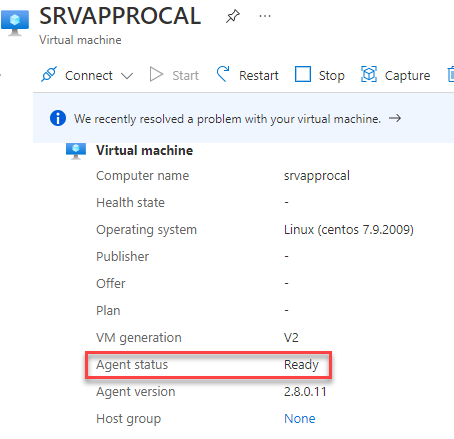 SRVAPPROCAL
Virtual machine
Connect Start Restart Stop Capture
We recently resolved a problem with your virtual machine. →
Virtual machine
Computer name srvapprocal
Health state -
Operating system Linux (centos 7.9.2009)
Publisher -
Offer -
Plan -
VM generation V2
Agent status Ready
Agent version 2.8.0.11
Host group None